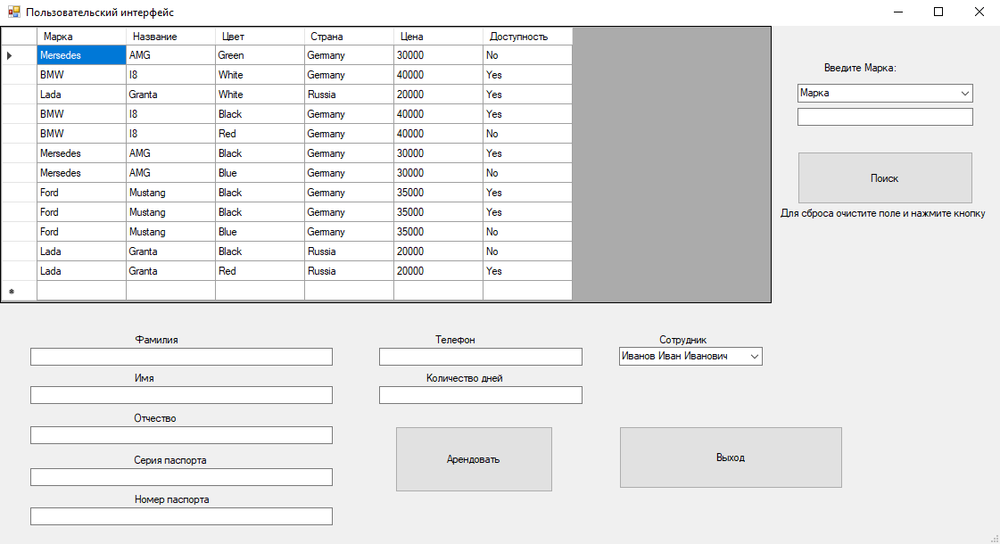 Пользовательский интерфейс
Марка Название Цвет Страна Цена Доступность
Mersedes AMG Green Germany 30000 No
BMW I8 White Germany 40000 Yes
Lada Granta White Russia 20000 Yes
BMW I8 Black Germany 40000 Yes
BMW I8 Red Germany 40000 No
Mersedes AMG Black Germany 30000 Yes
Mersedes AMG Blue Germany 30000 No
Ford Mustang Black Germany 35000 Yes
Ford Mustang Black Germany 35000 Yes
Ford Mustang Blue Germany 35000 No
Lada Granta Black Russia 20000 No
Lada Granta Red Russia 20000 Yes
Введите Марка:
Марка
Поиск
Для сброса очистите поле и нажмите кнопку
Фамилия
Имя
Отчество
Серия паспорта
Номер паспорта
Телефон
Количество дней
Арендовать
Сотрудник
Иванов Иван Иванович
Выход